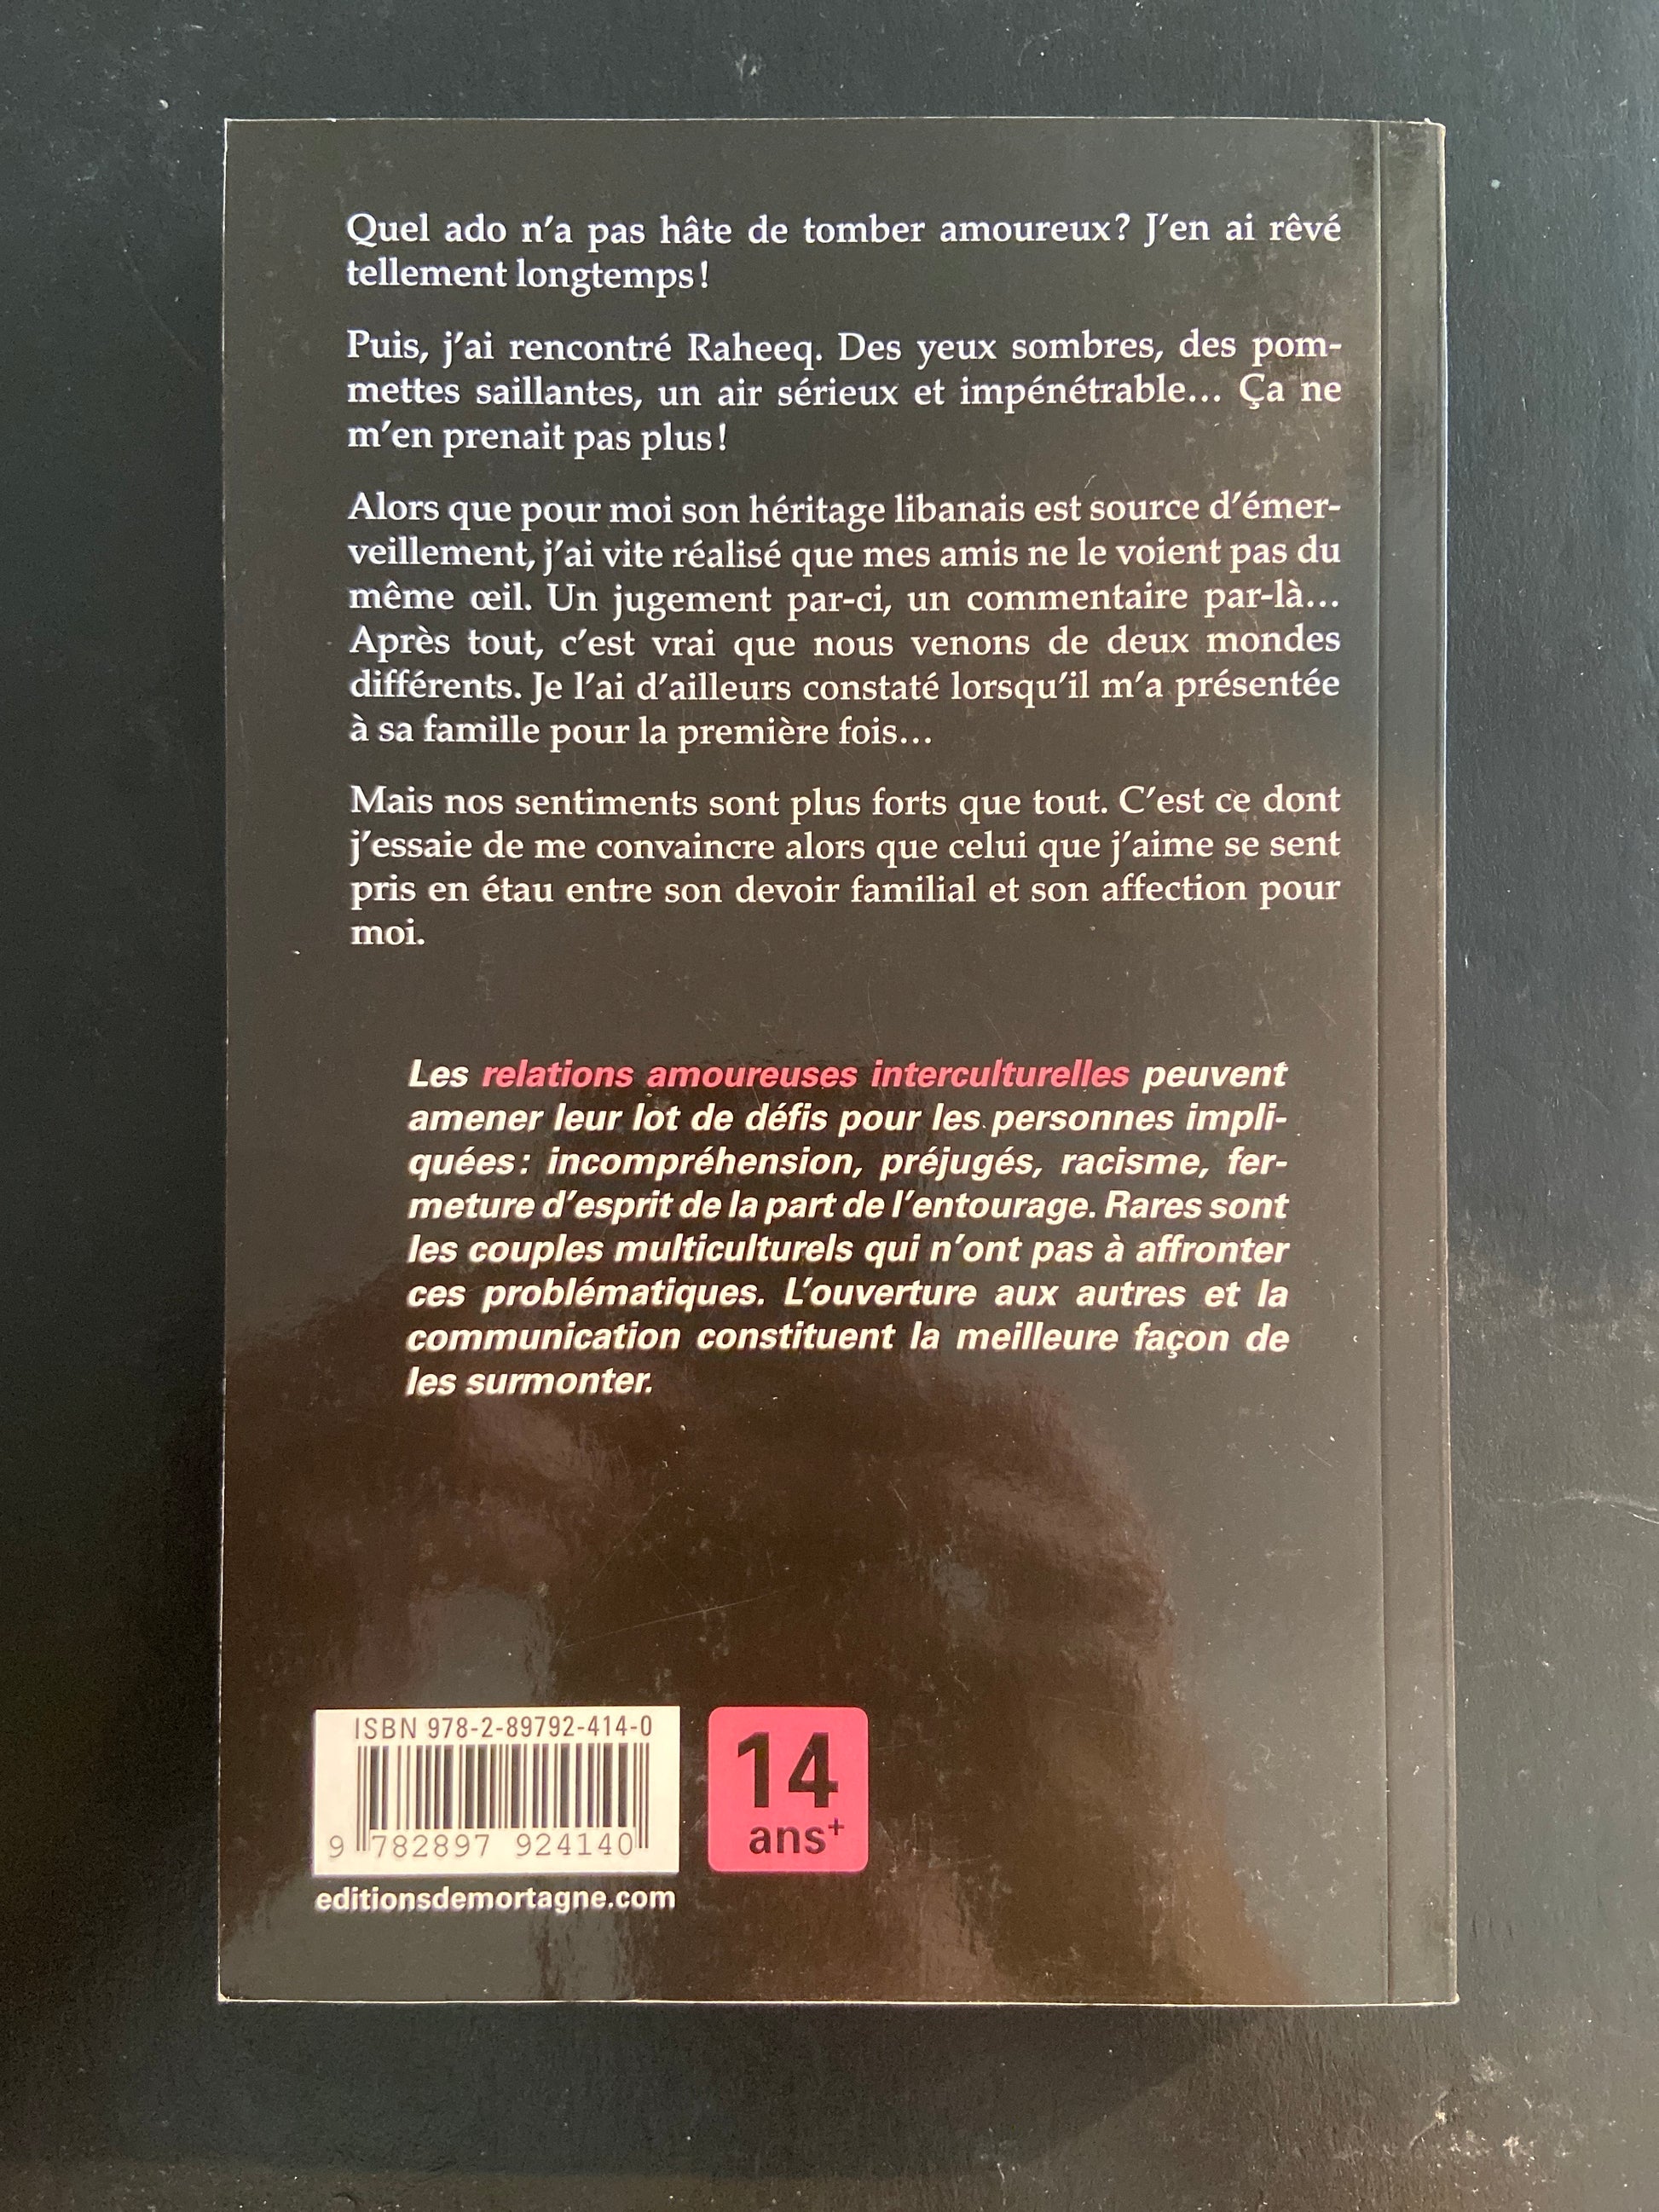 Quel ado n'a pas hâte de tomber amoureux? J'en ai rêvé
tellement longtemps!
Puis, j'ai rencontré Raheeq. Des yeux sombres, des pom-
mettes saillantes, un air sérieux et impénétrable… Ça ne
m'en prenait pas plus!
Alors que pour moi son héritage libanais est source d'émer-
veillement, j'ai vite réalisé que mes amis ne le voient pas du
même œil. Un jugement par-ci, un commentaire par-là…
Après tout, c'est vrai que nous venons de deux mondes
différents. Je l'ai d'ailleurs constaté lorsqu'il m'a présentée
à sa famille pour la première fois…
Mais nos sentiments sont plus forts que tout. C'est ce dont
j'essaie de me convaincre alors que celui que j'aime se sent
pris en étau entre son devoir familial et son affection pour
moi.
Les relations amoureuses interculturelles peuvent
amener leur lot de défis pour les personnes impli-
quées: incompréhension, préjugés, racisme, fer-
meture d'esprit de la part de l'entourage. Rares sont
les couples multiculturels qui n'ont pas à affronter
ces problématiques. L'ouverture aux autres et la
communication constituent la meilleure façon de
les surmonter.
ISBN 978-2-89792-414-0
9 782897 924140
editionsdemortagne.com
14
ans+